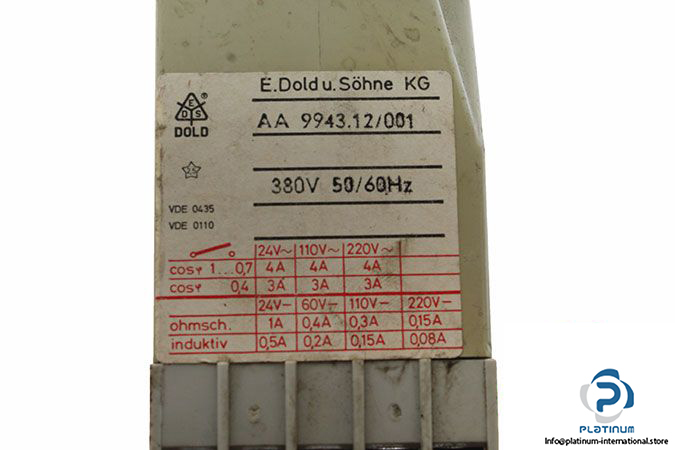 E.Dold u. Söhne KG
E
D S ®
DOLD
AA 9943.12/001
380V 50/60Hz
VDE 0435
VDE 0110
24V~ 110V~ 220V~
cosφ 1...0,7 4A 4A 4A
cosφ 0,4 3A 3A 3A
24V– 60V– 110V– 220V–
ohmsch. 1A 0,4A 0,3A 0,15A
induktiv 0,5A 0,2A 0,15A 0,08A
PLATINUM
Info@platinum-international.store